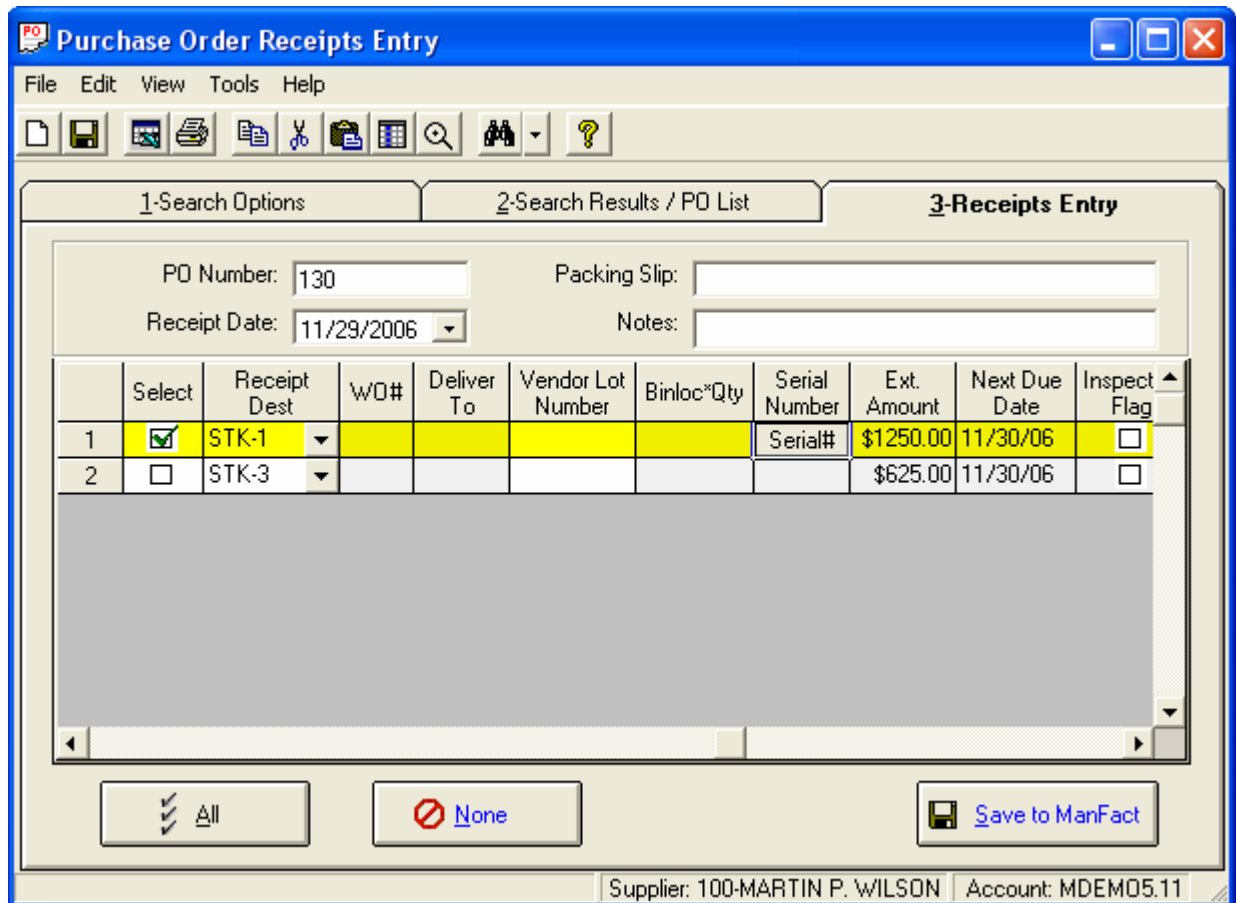 PO Purchase Order Receipts Entry
File Edit View Tools Help
1-Search Options 2-Search Results / PO List 3-Receipts Entry
PO Number: 130 Packing Slip:
Receipt Date: 11/29/2006 Notes:
Select Receipt Dest WO# Deliver To Vendor Lot Number Binloc*Qty Serial Number Ext. Amount Next Due Date Inspect Flag
1 STK-1 Serial# $1250.00 11/30/06
2 STK-3 $625.00 11/30/06
All None Save to ManFact
Supplier: 100-MARTIN P. WILSON Account: MDEMO5.11